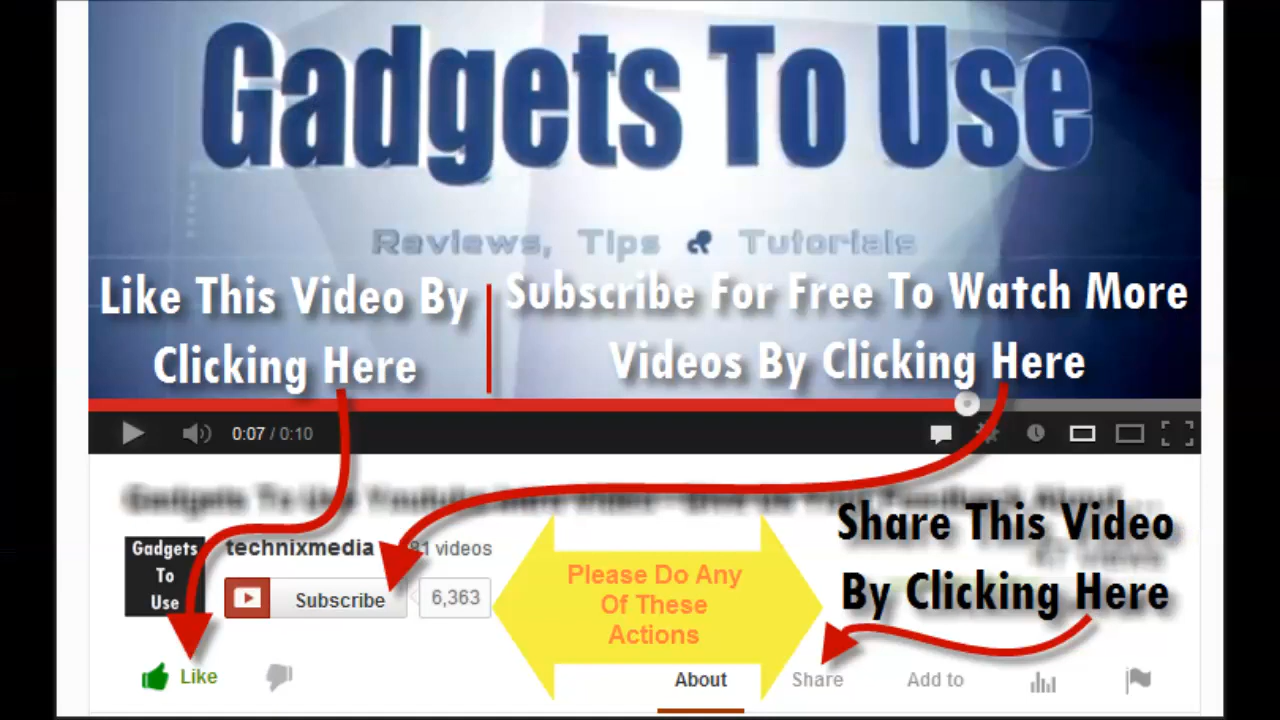 Gadgets To Use
Reviews, Tips & Tutorials
Like This Video By
Clicking Here
Subscribe For Free To Watch More
Videos By Clicking Here
0:07 / 0:10
Share This Video
By Clicking Here
Gadgets
To
Use
technixmedia
81 videos
Subscribe
6,363
Please Do Any
Of These
Actions
Like
About
Share
Add to